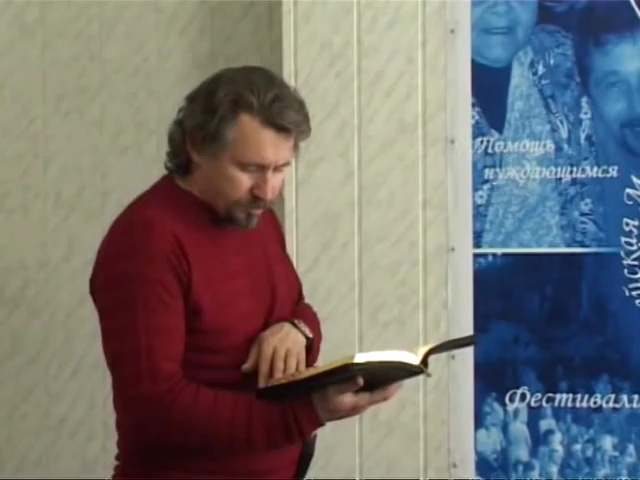 Помощь
нуждающимся
Фестивали